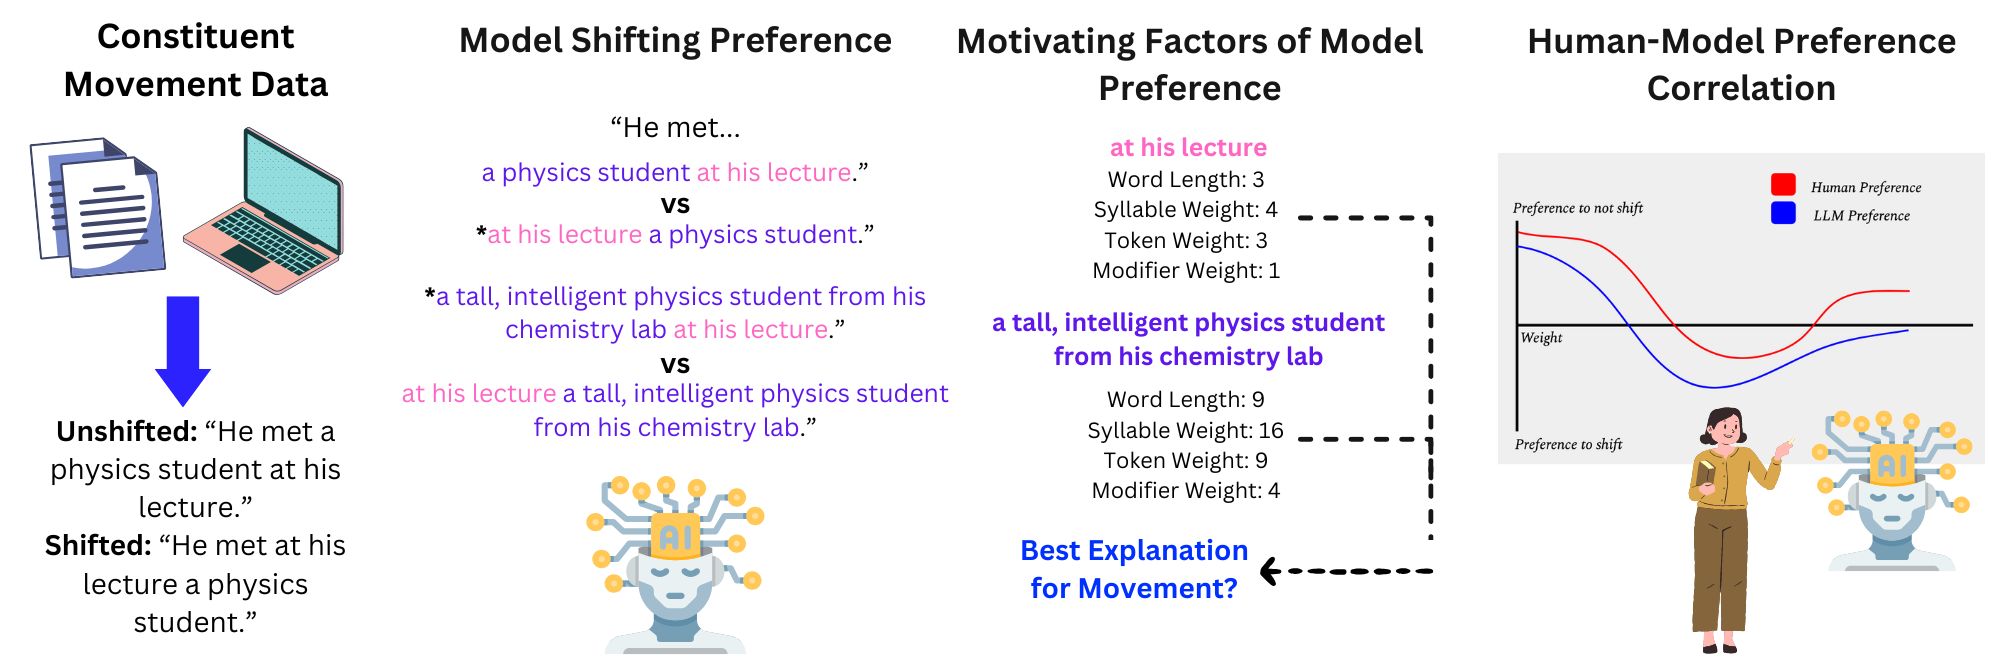 Constituent
Movement Data
Unshifted: “He met a
physics student at his
lecture.”
Shifted: “He met at his
lecture a physics
student.”
Model Shifting Preference
“He met...
a physics student at his lecture.”
vs
*at his lecture a physics student.”
*a tall, intelligent physics student from his
chemistry lab at his lecture.”
vs
at his lecture a tall, intelligent physics student
from his chemistry lab.”
AI
Motivating Factors of Model
Preference
at his lecture
Word Length: 3
Syllable Weight: 4
Token Weight: 3
Modifier Weight: 1
a tall, intelligent physics student
from his chemistry lab
Word Length: 9
Syllable Weight: 16
Token Weight: 9
Modifier Weight: 4
Best Explanation
for Movement?
Human-Model Preference
Correlation
Human Preference
LLM Preference
Preference to not shift
Weight
Preference to shift
AI